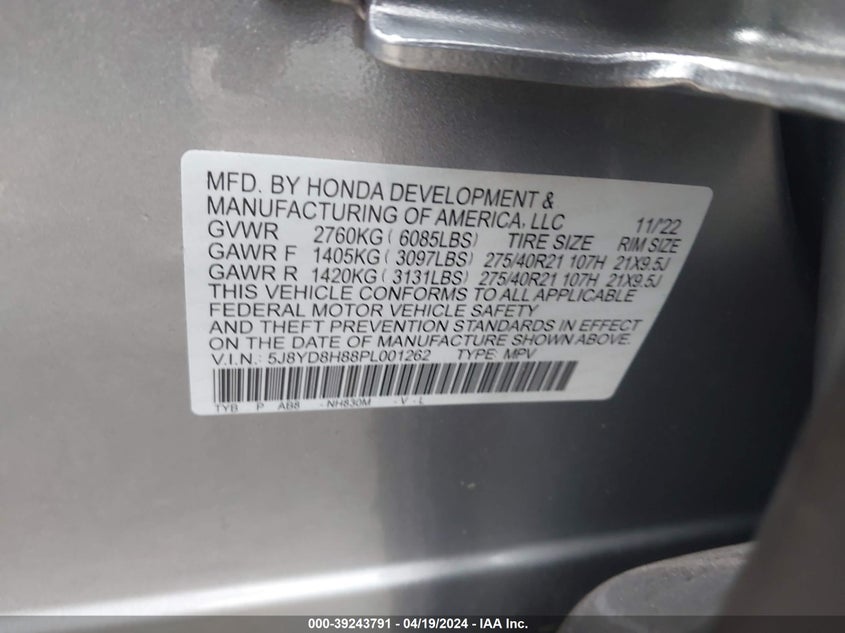 MFD. BY HONDA DEVELOPMENT &
MANUFACTURING OF AMERICA, LLC 11/'22
GVWR 2760KG ( 6085LBS) TIRE SIZE RIM SIZE
GAWR F 1405KG ( 3097LBS) 275/40R21 107H 21X9.5J
GAWR R 1420KG ( 3131LBS) 275/40R21 107H 21X9.5J
THIS VEHICLE CONFORMS TO ALL APPLICABLE
FEDERAL MOTOR VEHICLE SAFETY
AND THEFT PREVENTION STANDARDS IN EFFECT
ON THE DATE OF MANUFACTURE SHOWN ABOVE.
V.I.N.: 5J8YD8H88PL001262 TYPE: MPV
TYB P AB8 -NH830M -V-L
000-39243791 - 04/19/2024 - IAA Inc.